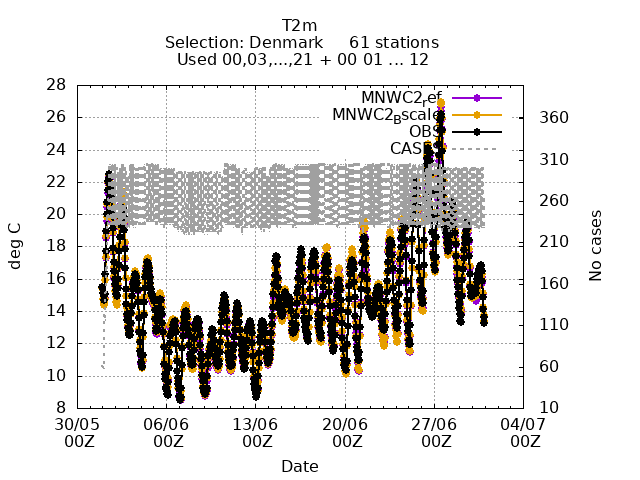 T2m
Selection: Denmark     61 stations
Used 00,03,...,21 + 00 01 ... 12
MNWC2_ref
MNWC2_Bscale
OBS
CASES
deg C
28
26
24
22
20
18
16
14
12
10
8
360
310
260
210
160
110
60
10
No cases
30/05 06/06 13/06 20/06 27/06 04/07
00Z 00Z 00Z 00Z 00Z 00Z
Date